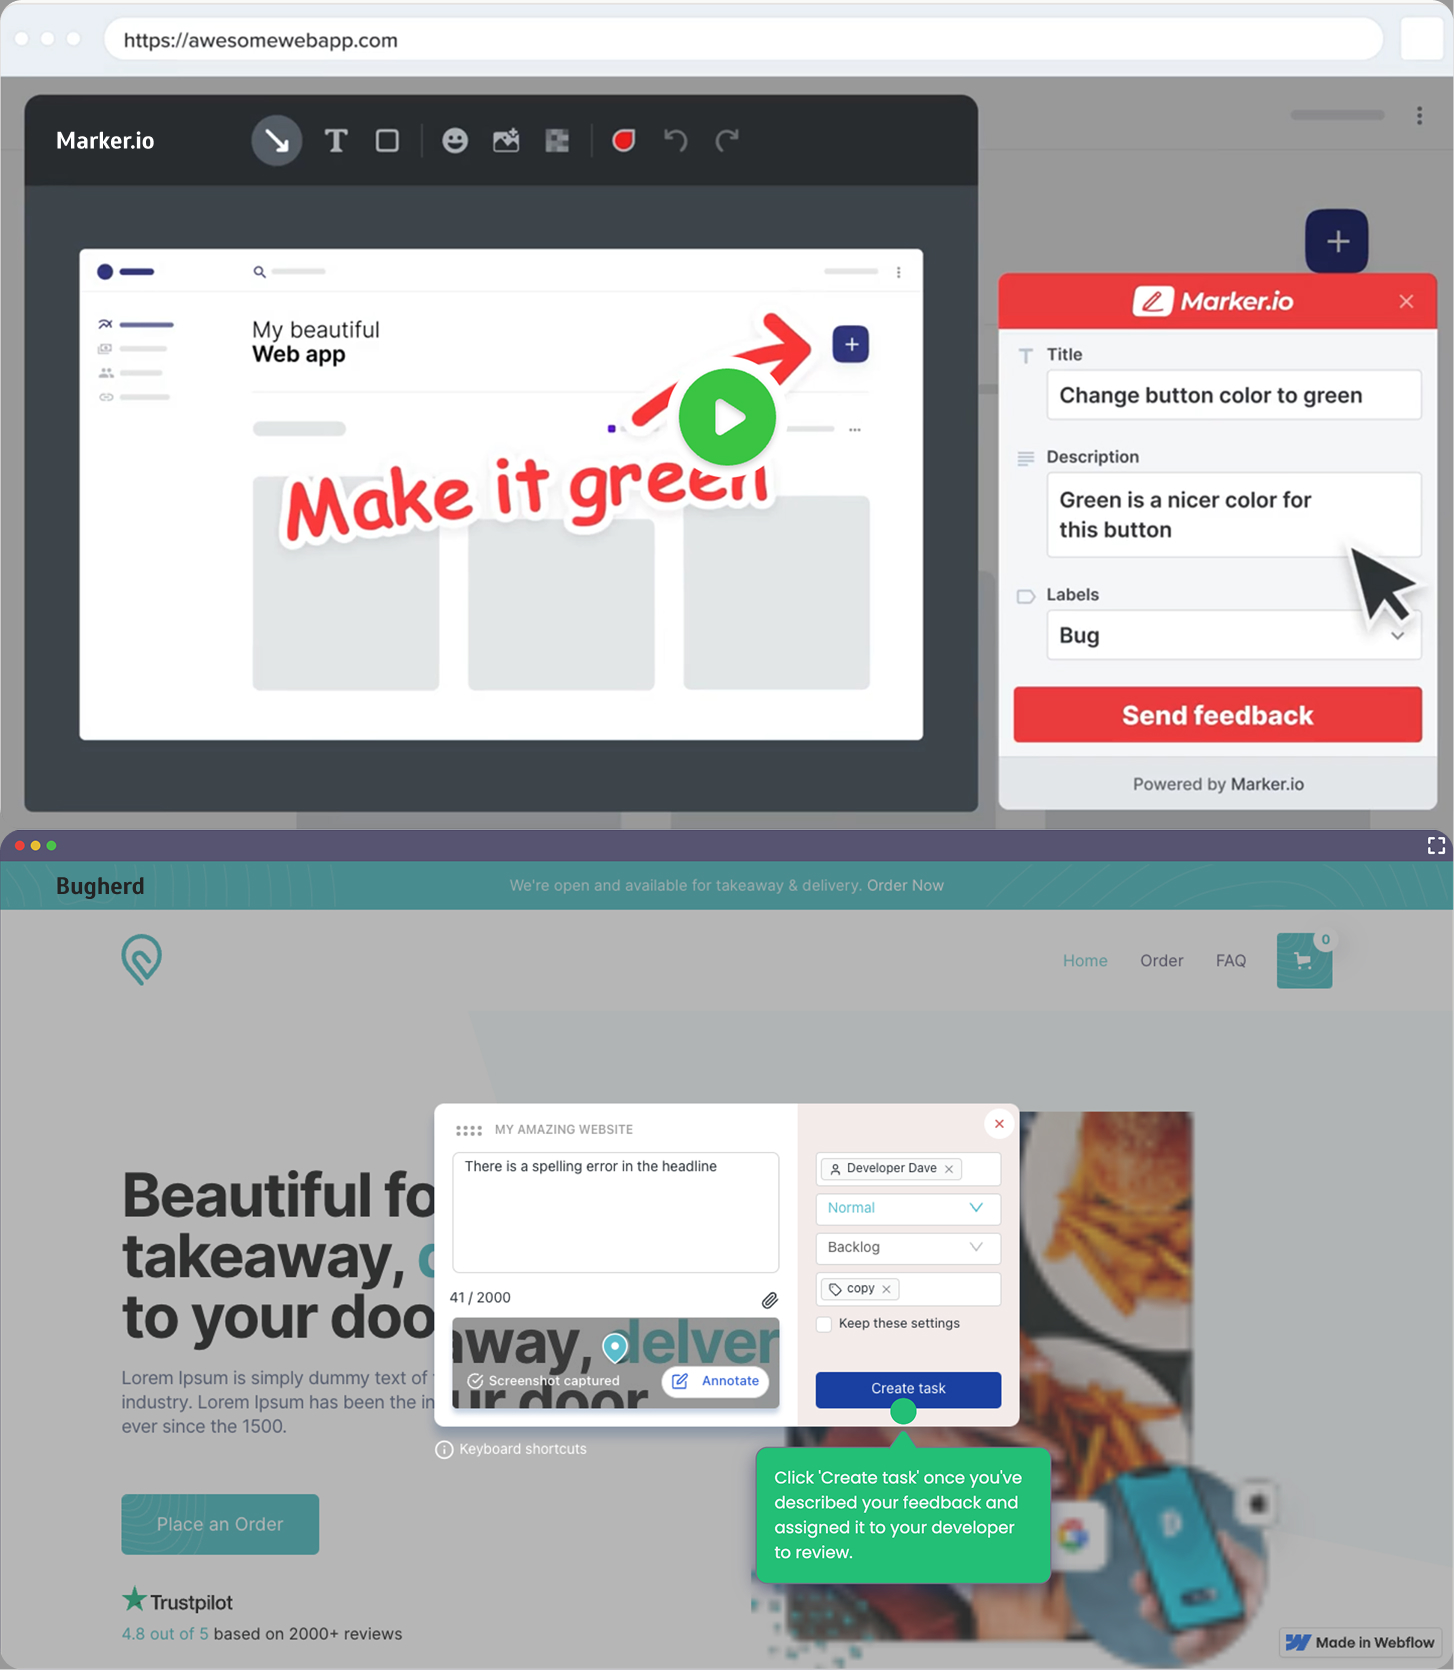 https://awesomewebapp.com
Marker.io
T
My beautiful
Web app
Make it green
Marker.io
Title
Change button color to green
Description
Green is a nicer color for
this button
Labels
Bug
Send feedback
Powered by Marker.io
Bugherd
We're open and available for takeaway & delivery. Order Now
Home
Order
FAQ
0
Beautiful fo
takeaway,
to your doo
Lorem Ipsum is simply dummy text of
industry. Lorem Ipsum has been the in
ever since the 1500.
Place an Order
Trustpilot
4.8 out of 5 based on 2000+ reviews
MY AMAZING WEBSITE
There is a spelling error in the headline
41 / 2000
away, delver
ur door
Screenshot captured
Annotate
Developer Dave
Normal
Backlog
copy
Keep these settings
Create task
Keyboard shortcuts
Click 'Create task' once you've
described your feedback and
assigned it to your developer
to review.
Made in Webflow